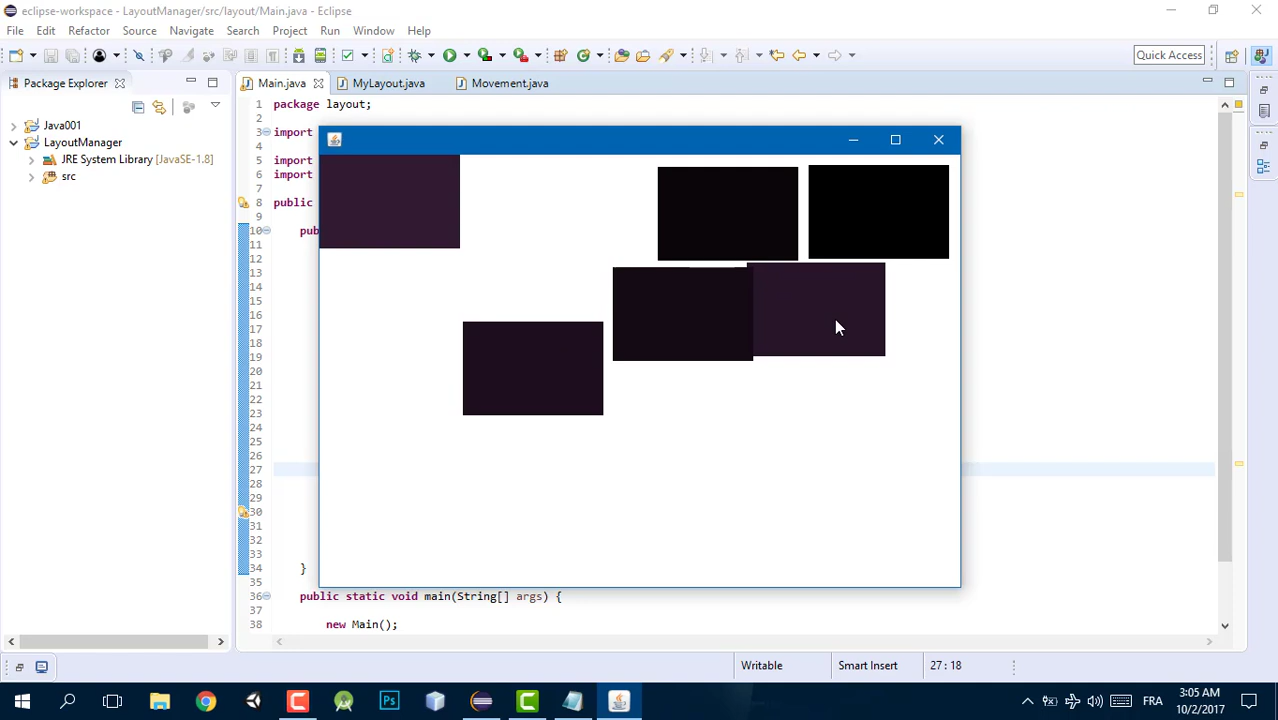 eclipse-workspace - LayoutManager/src/layout/Main.java - Eclipse
File Edit Refactor Source Navigate Search Project Run Window Help
Quick Access
Package Explorer
Main.java
MyLayout.java
Movement.java
Java001
LayoutManager
JRE System Library [JavaSE-1.8]
src
1 package layout;
2
3 import
5 import
6 import
7
8 public
9
10 pub
11
12
13
14
15
16
17
18
19
20
21
22
23
24
25
26
27
28
29
30
31
32
33
34 }
35
36 public static void main(String[] args) {
37
38 new Main();
Writable
Smart Insert
27 : 18
Ps
FRA
3:05 AM
10/2/2017